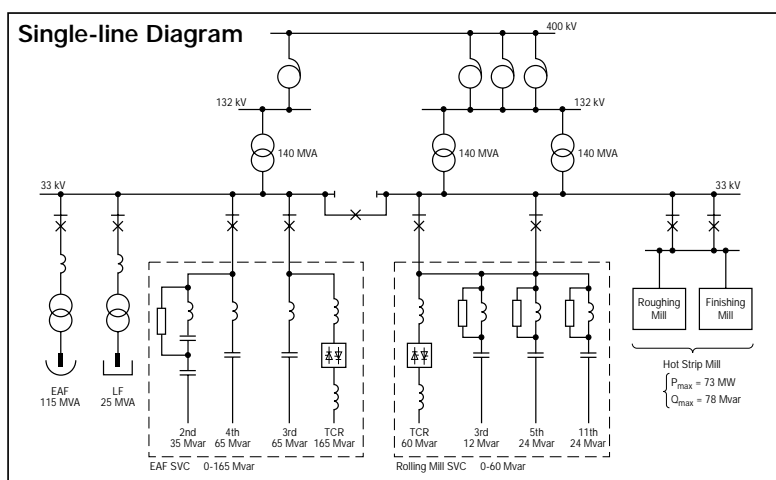 Single-line Diagram
400 kV
132 kV
132 kV
140 MVA
140 MVA
140 MVA
33 kV
33 kV
EAF
115 MVA
LF
25 MVA
2nd
35 Mvar
4th
65 Mvar
3rd
65 Mvar
TCR
165 Mvar
EAF SVC 0-165 Mvar
TCR
60 Mvar
3rd
12 Mvar
5th
24 Mvar
11th
24 Mvar
Rolling Mill SVC 0-60 Mvar
Roughing
Mill
Finishing
Mill
Hot Strip Mill
Pmax = 73 MW
Qmax = 78 Mvar